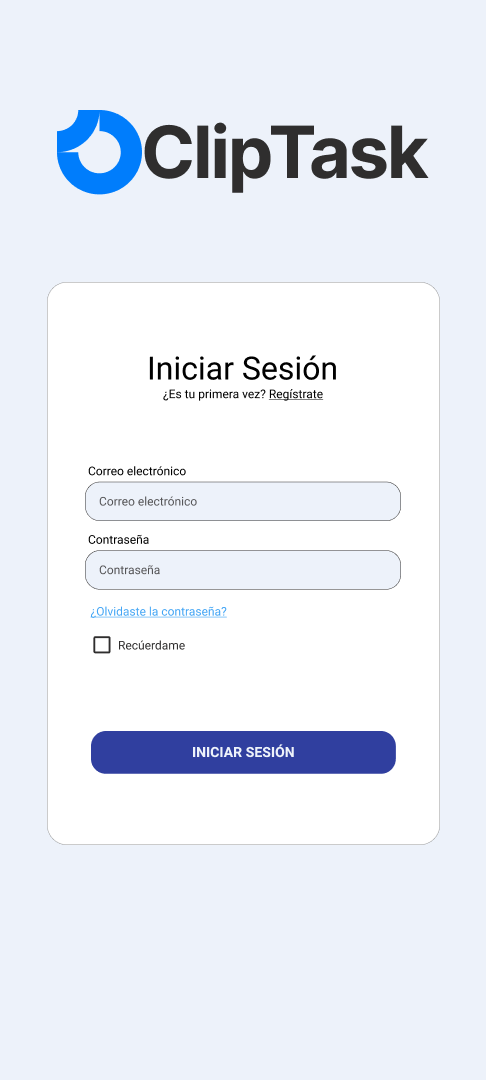 ClipTask
Iniciar Sesión
¿Es tu primera vez? Regístrate
Correo electrónico
Correo electrónico
Contraseña
Contraseña
¿Olvidaste la contraseña?
Recúerdame
INICIAR SESIÓN